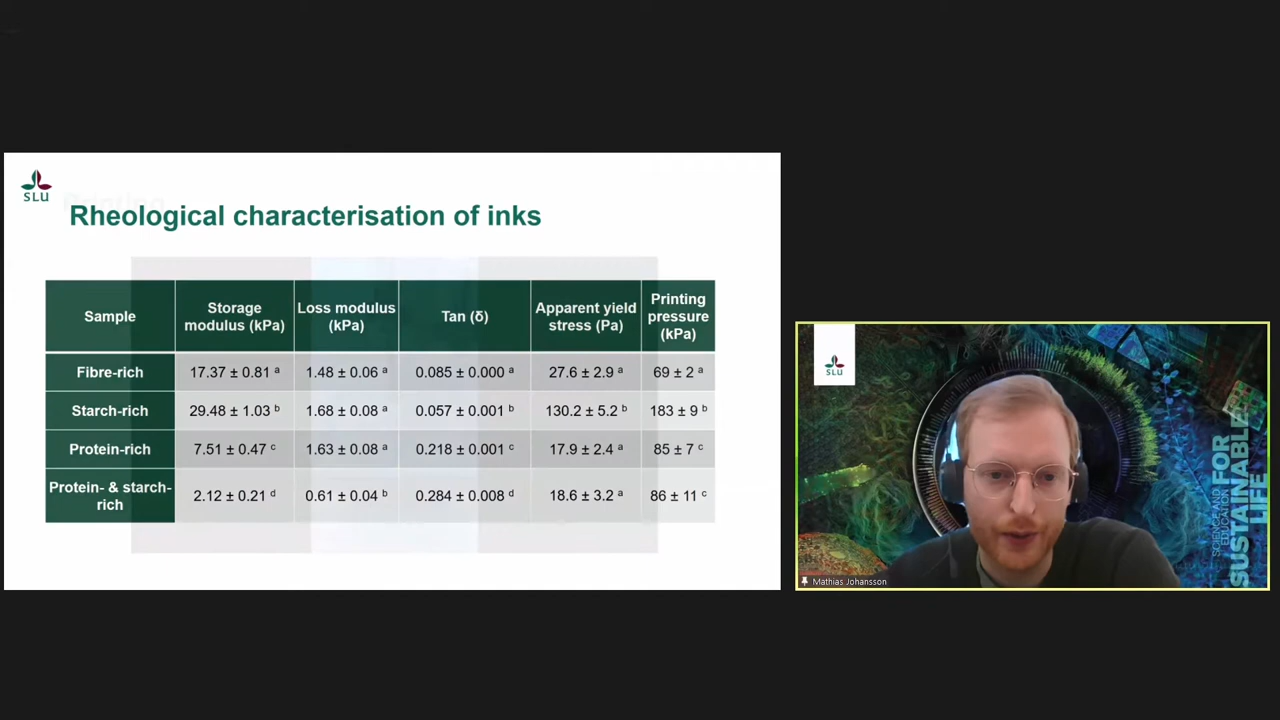 SLU
Rheological characterisation of inks
Sample
Storage
modulus (kPa)
Loss modulus
(kPa)
Tan (δ)
Apparent yield
stress (Pa)
Printing
pressure
(kPa)
Fibre-rich
17.37 ± 0.81 a
1.48 ± 0.06 a
0.085 ± 0.000 a
27.6 ± 2.9 a
69 ± 2 a
Starch-rich
29.48 ± 1.03 b
1.68 ± 0.08 a
0.057 ± 0.001 b
130.2 ± 5.2 b
183 ± 9 b
Protein-rich
7.51 ± 0.47 c
1.63 ± 0.08 a
0.218 ± 0.001 c
17.9 ± 2.4 a
85 ± 7 c
Protein- & starch-
rich
2.12 ± 0.21 d
0.61 ± 0.04 b
0.284 ± 0.008 d
18.6 ± 3.2 a
86 ± 11 c
SLU
SCIENCE AND
EDUCATION
FOR
SUSTAINABLE
LIFE
Mathias Johansson